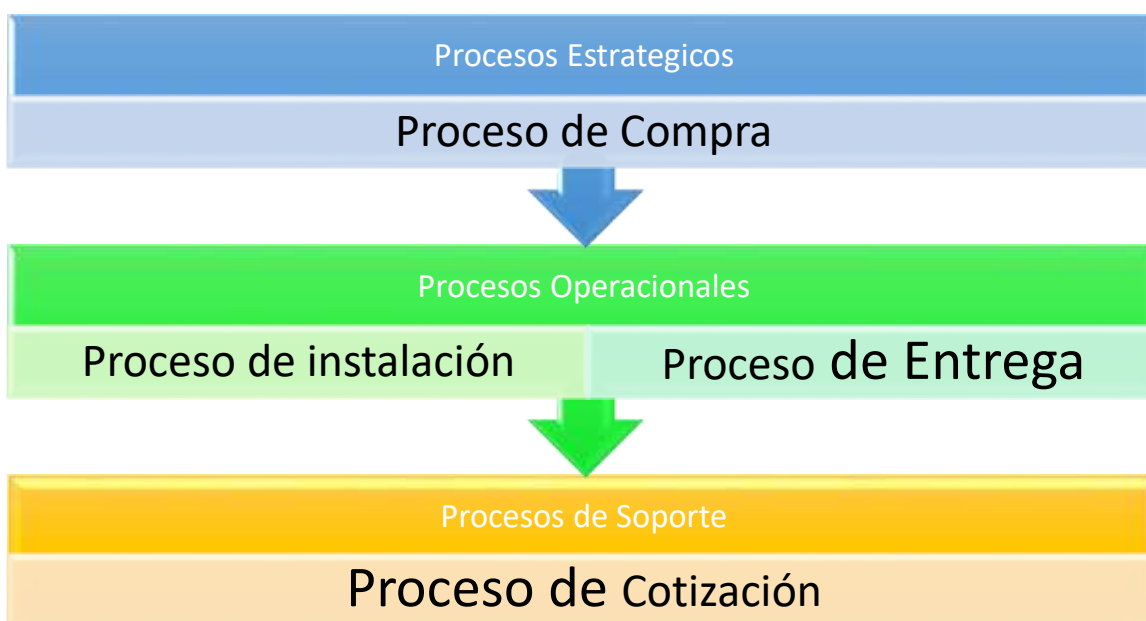 Procesos Estrategicos
Proceso de Compra
Procesos Operacionales
Proceso de instalación
Proceso de Entrega
Procesos de Soporte
Proceso de Cotización